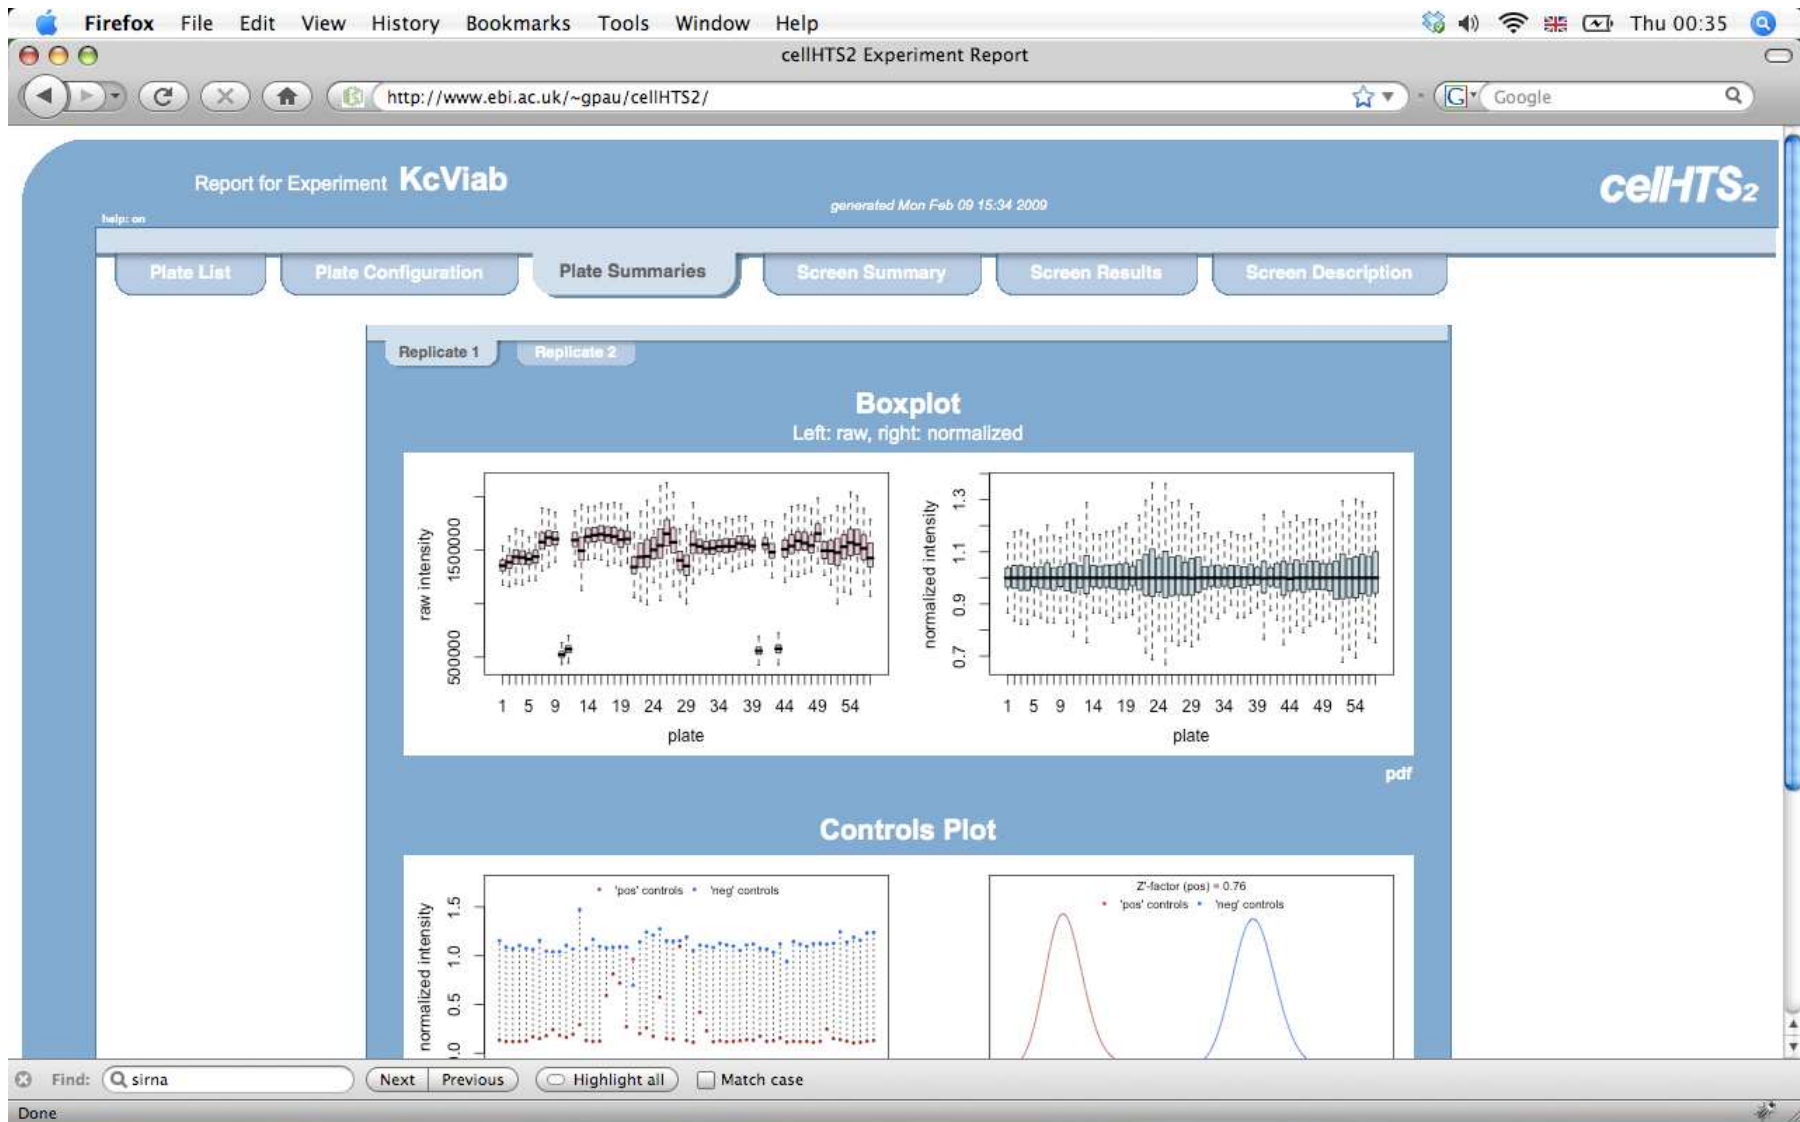 Firefox File Edit View History Bookmarks Tools Window Help Thu 00:35
cellHTS2 Experiment Report
http://www.ebi.ac.uk/~gpau/cellHTS2/ G Google
Report for Experiment KcViab
cellHTS2
generated Mon Feb 09 15:34 2009
help: on
Plate List Plate Configuration Plate Summaries Screen Summary Screen Results Screen Description
Replicate 1 Replicate 2
Boxplot
Left: raw, right: normalized
raw intensity
500000 1500000
1 5 9 14 19 24 29 34 39 44 49 54
plate
normalized intensity
0.7 0.9 1.1 1.3
1 5 9 14 19 24 29 34 39 44 49 54
plate
pdf
Controls Plot
'pos' controls 'neg' controls
normalized intensity
0.5 1.0 1.5
Z'-factor (pos) = 0.76
'pos' controls 'neg' controls
Find: sirna Next Previous Highlight all Match case
Done